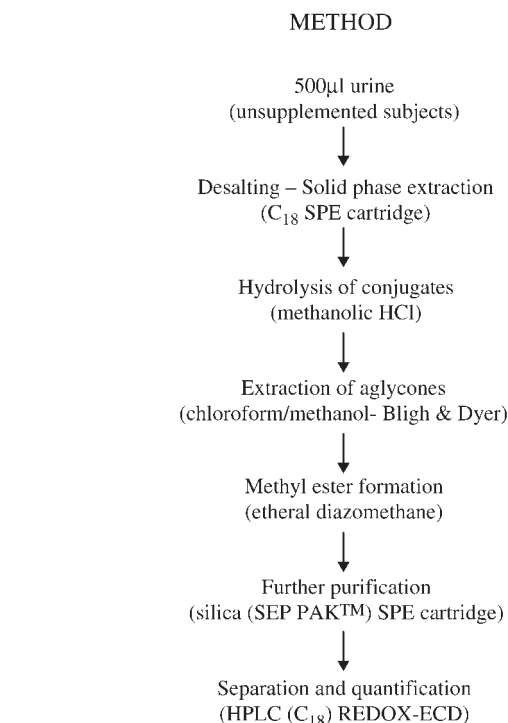 METHOD
500μl urine
(unsupplemented subjects)
Desalting – Solid phase extraction
(C18 SPE cartridge)
Hydrolysis of conjugates
(methanolic HCl)
Extraction of aglycones
(chloroform/methanol- Bligh & Dyer)
Methyl ester formation
(etheral diazomethane)
Further purification
(silica (SEP PAK™) SPE cartridge)
Separation and quantification
(HPLC (C18) REDOX-ECD)